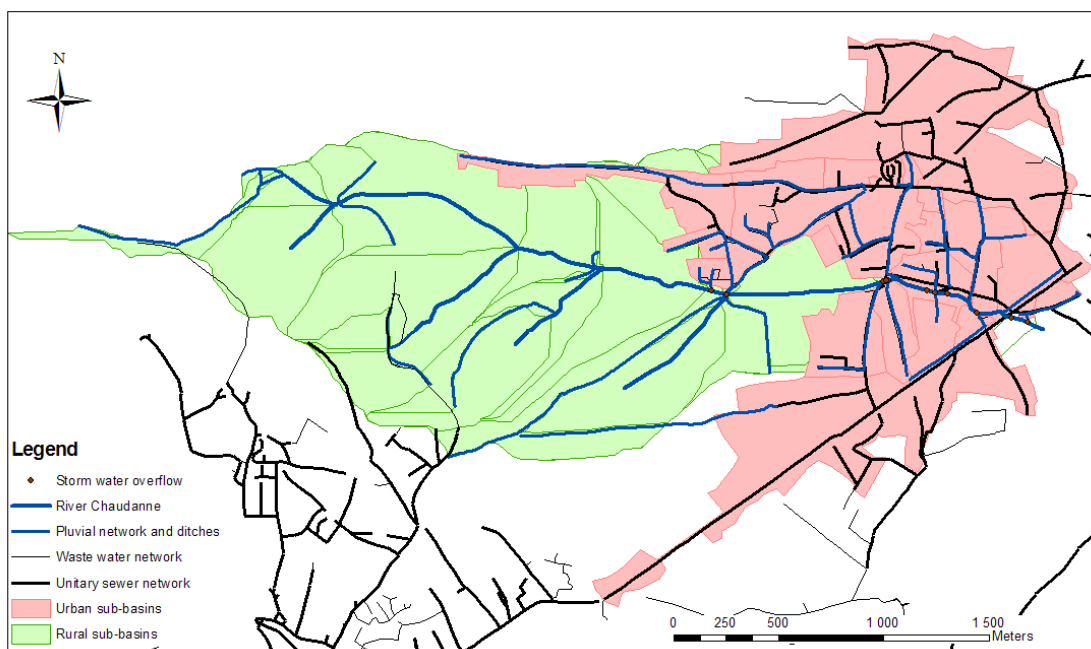 N
Legend
Storm water overflow
River Chaudanne
Pluvial network and ditches
Waste water network
Unitary sewer network
Urban sub-basins
Rural sub-basins
0 250 500 1 000 1 500
Meters